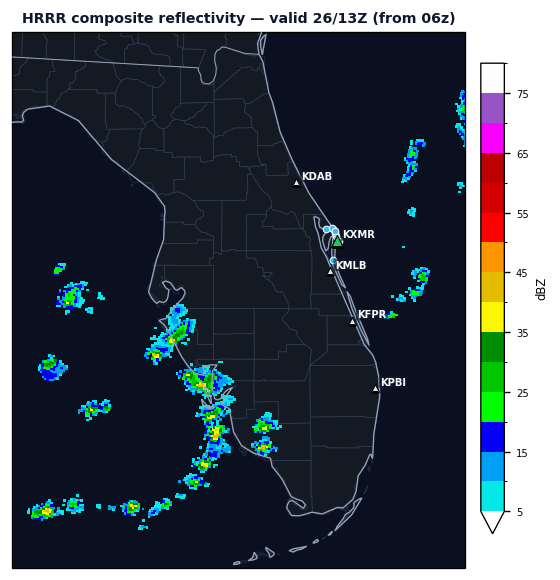 HRRR composite reflectivity — valid 26/13Z (from 06z)
KDAB
KXMR
KMLB
KFPR
KPBI
75
65
55
45
35
25
15
5
dBZ